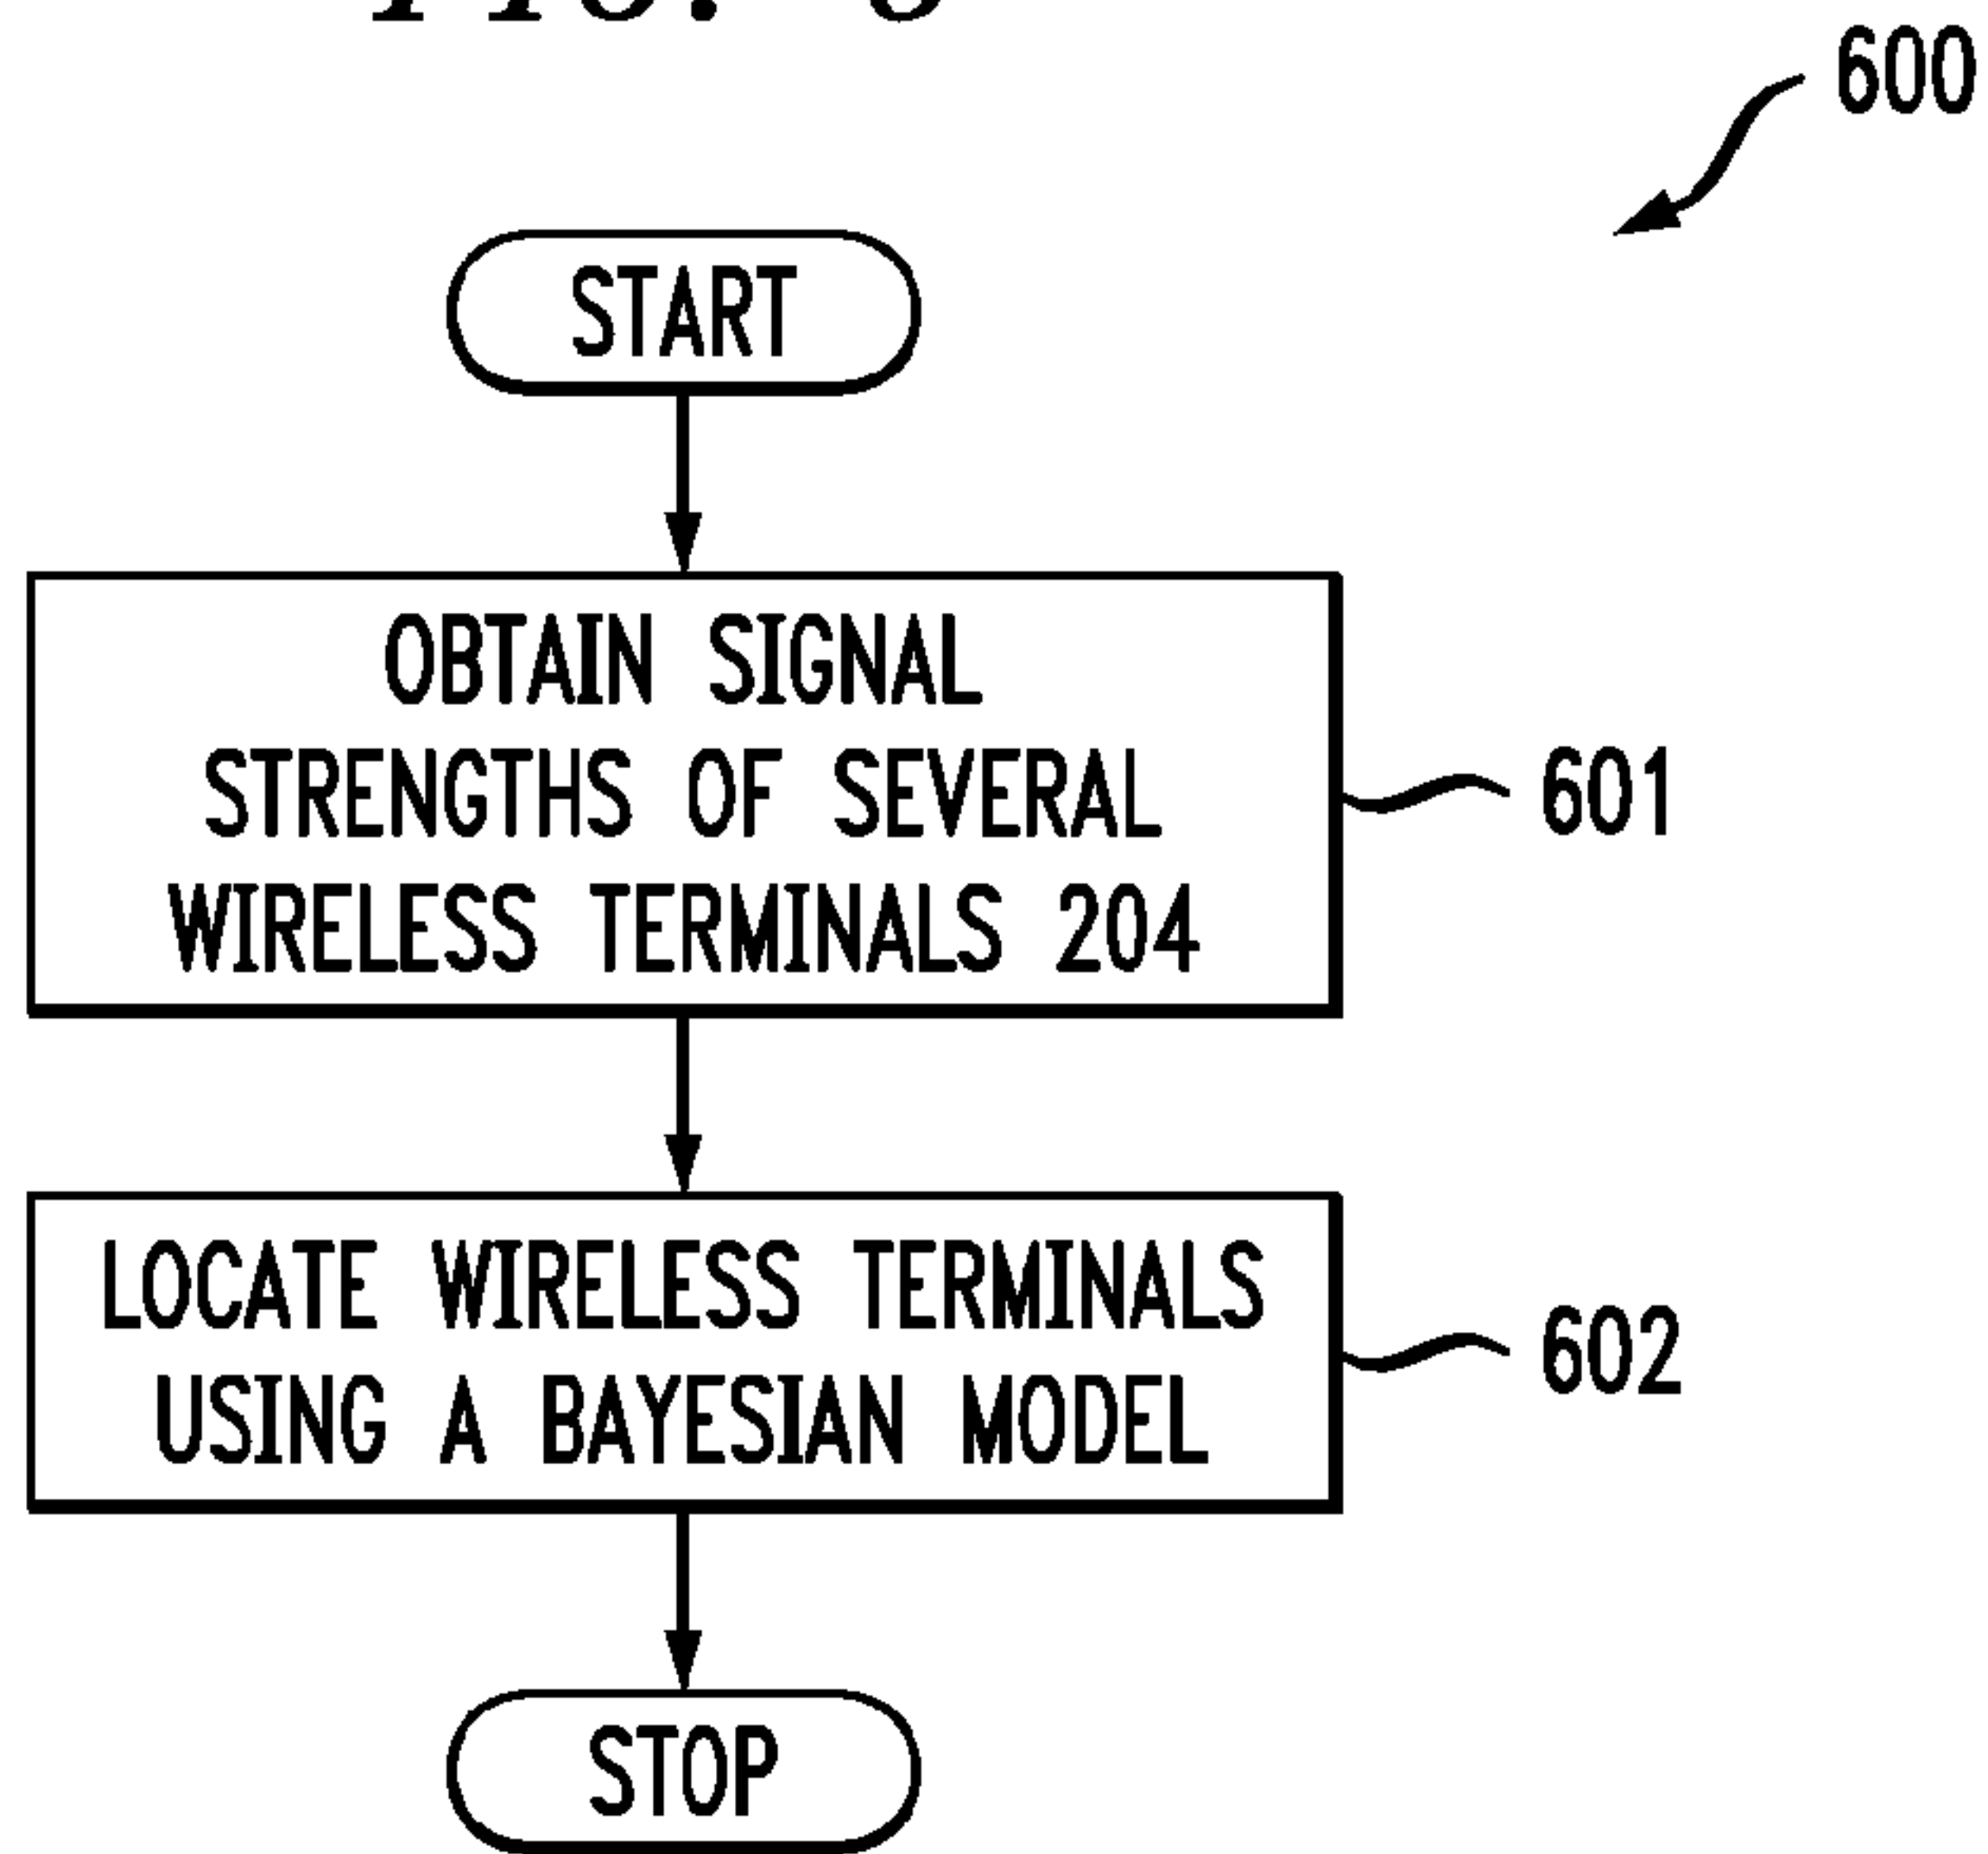 600
START
OBTAIN SIGNAL
STRENGTHS OF SEVERAL
WIRELESS TERMINALS 204
601
LOCATE WIRELESS TERMINALS
USING A BAYESIAN MODEL
602
STOP